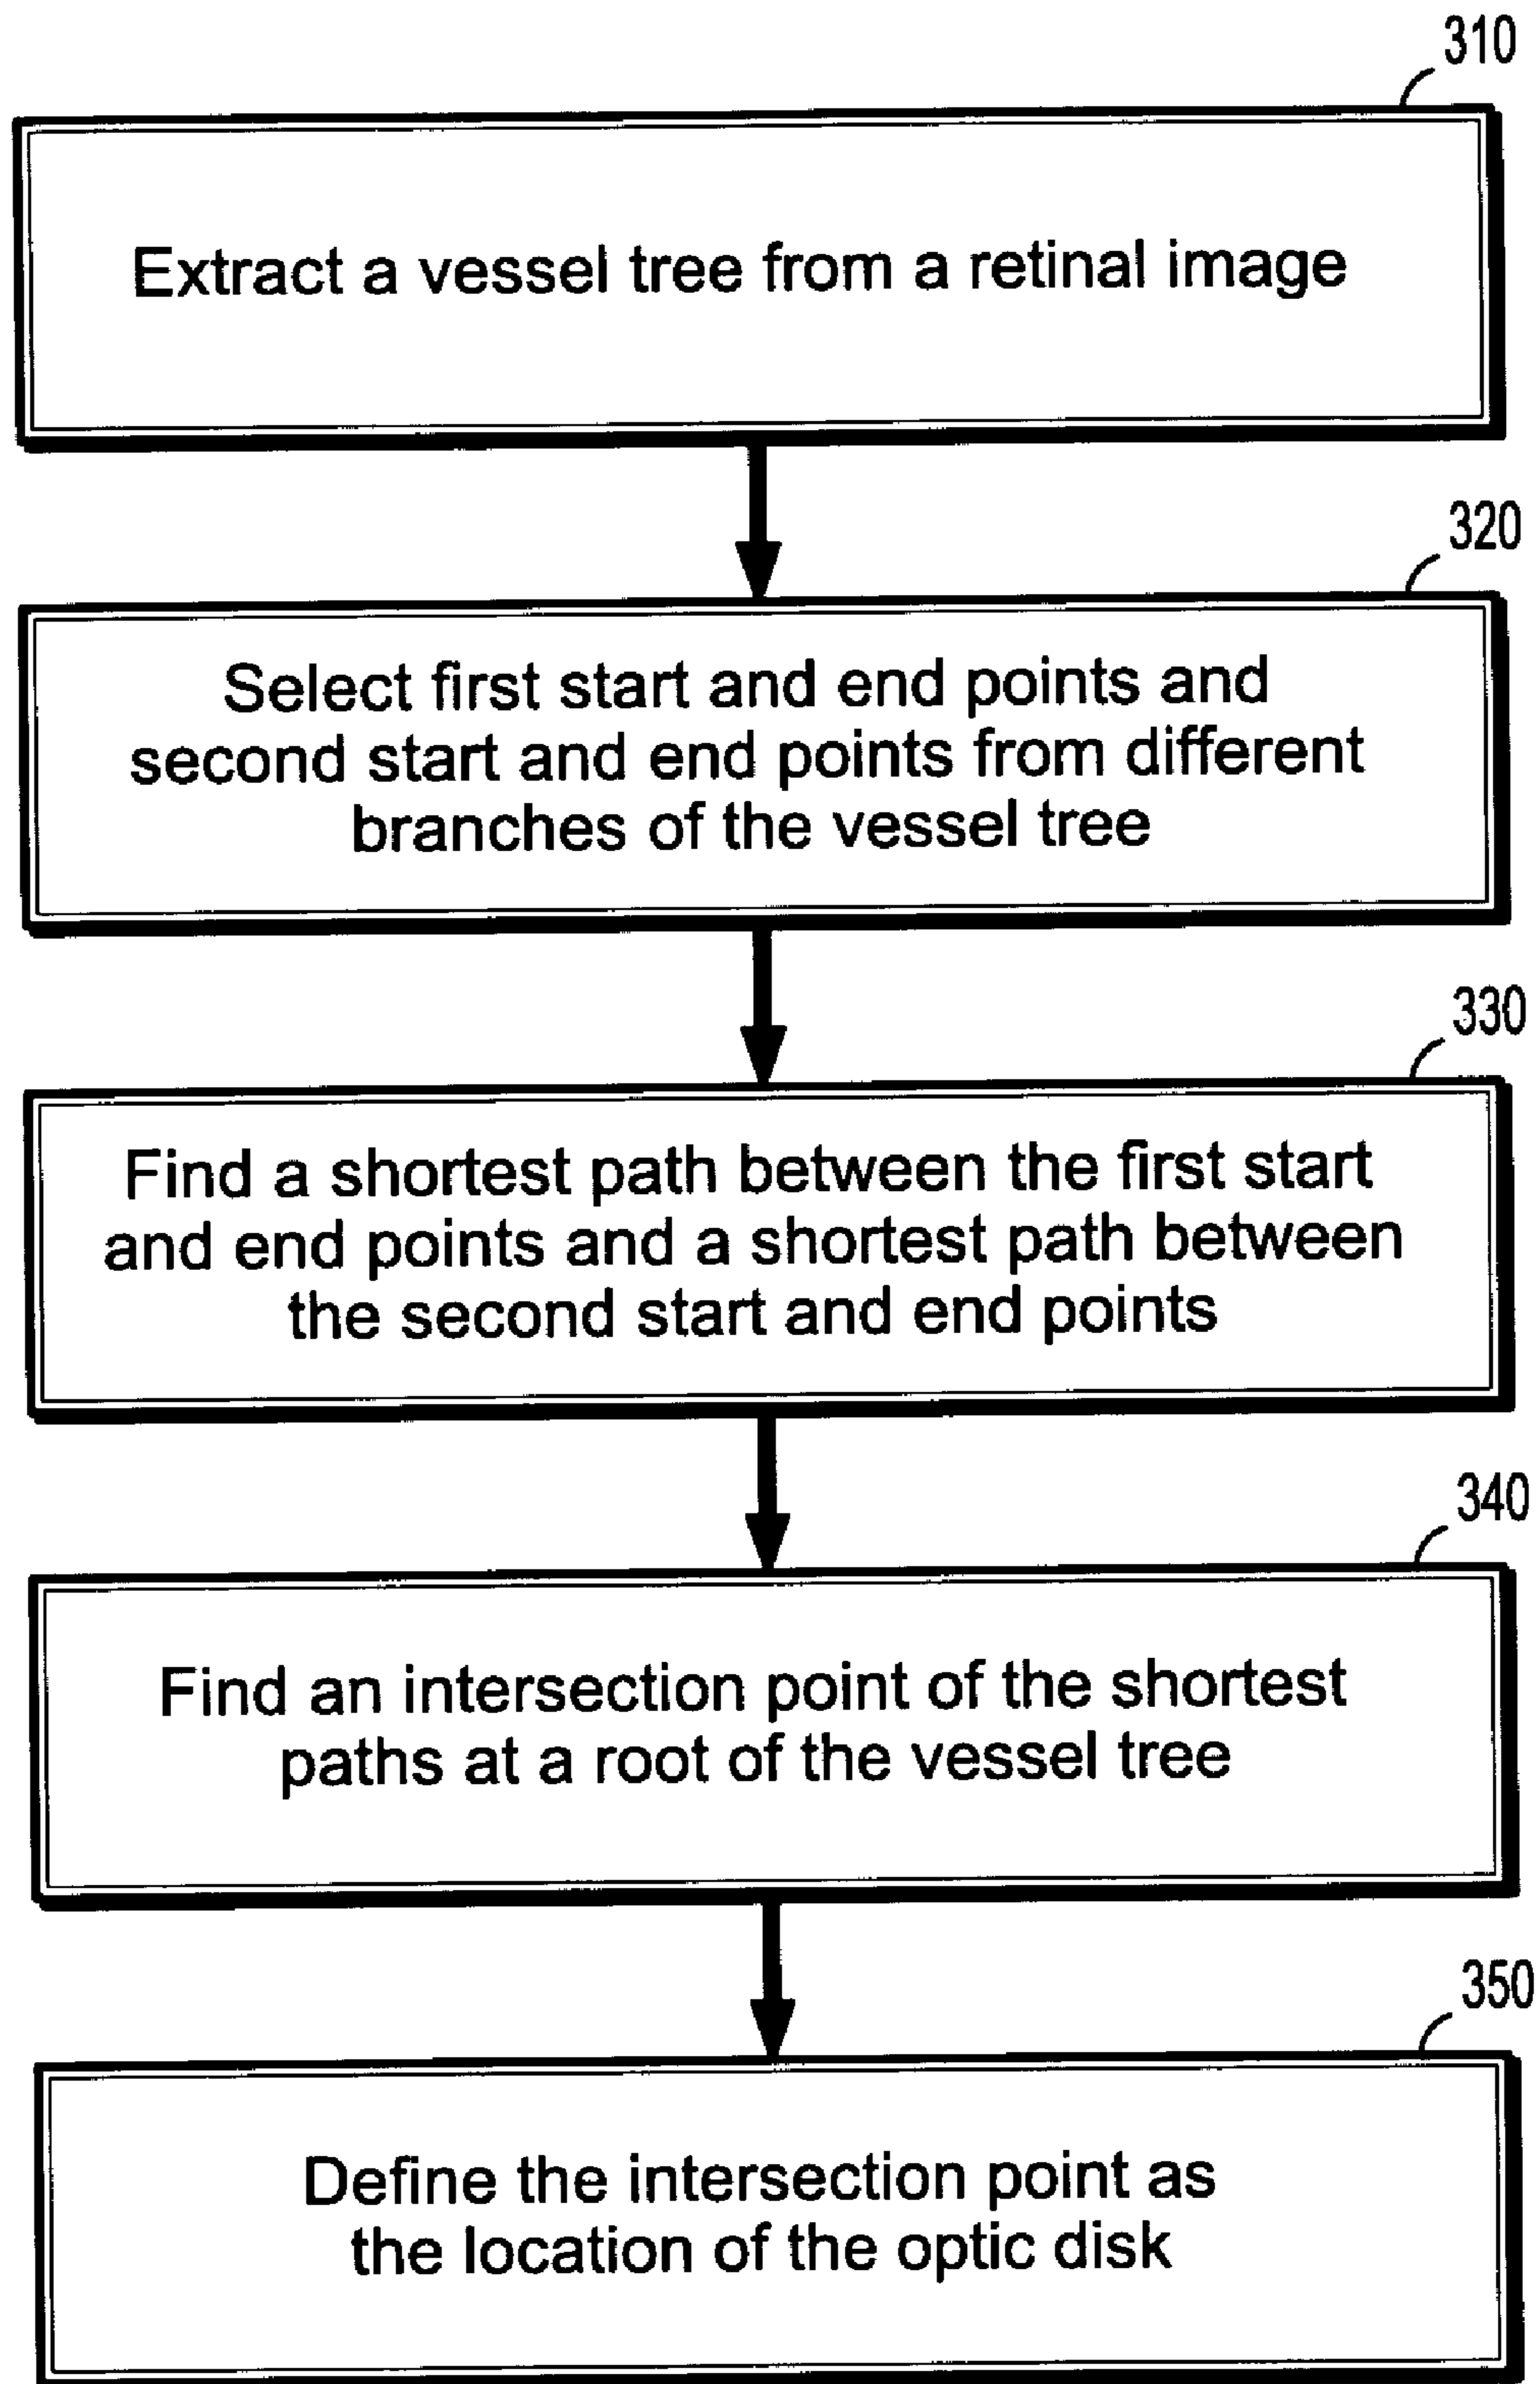 310
Extract a vessel tree from a retinal image
320
Select first start and end points and
second start and end points from different
branches of the vessel tree
330
Find a shortest path between the first start
and end points and a shortest path between
the second start and end points
340
Find an intersection point of the shortest
paths at a root of the vessel tree
350
Define the intersection point as
the location of the optic disk